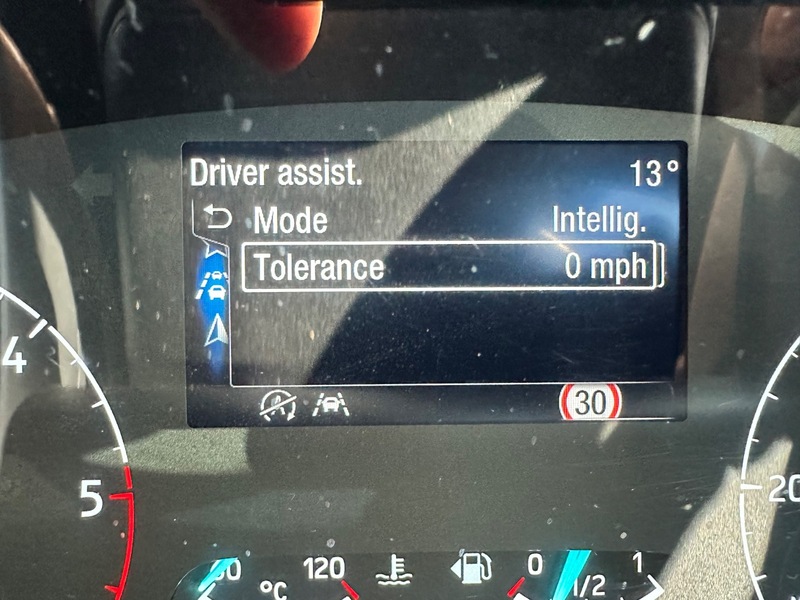 Driver assist. 13°
Mode Intellig.
Tolerance 0 mph
30
4
5
20
120
°C
0
1/2
1